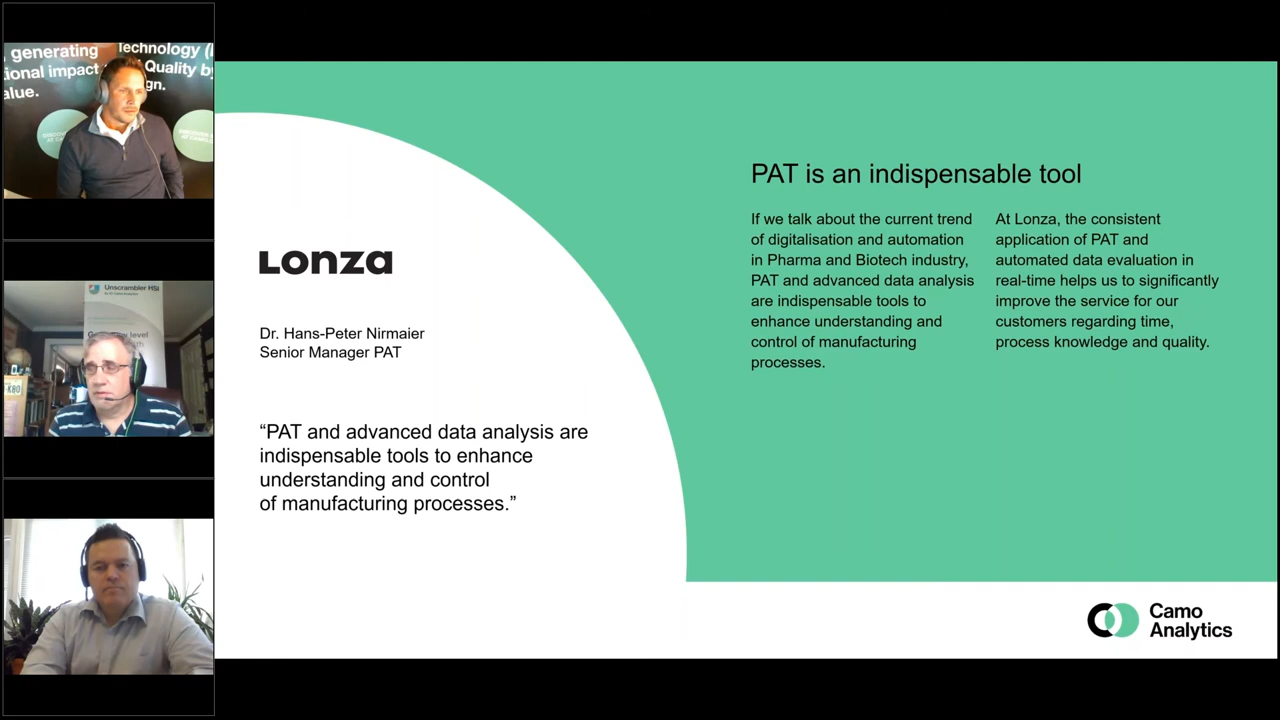 generating
tional impact
alue.
Technology (
Quality by
gn.
Unscrambler HSI
K80
LONZA
Dr. Hans-Peter Nirmaier
Senior Manager PAT
“PAT and advanced data analysis are
indispensable tools to enhance
understanding and control
of manufacturing processes.”
PAT is an indispensable tool
If we talk about the current trend
of digitalisation and automation
in Pharma and Biotech industry,
PAT and advanced data analysis
are indispensable tools to
enhance understanding and
control of manufacturing
processes.
At Lonza, the consistent
application of PAT and
automated data evaluation in
real-time helps us to significantly
improve the service for our
customers regarding time,
process knowledge and quality.
Camo
Analytics